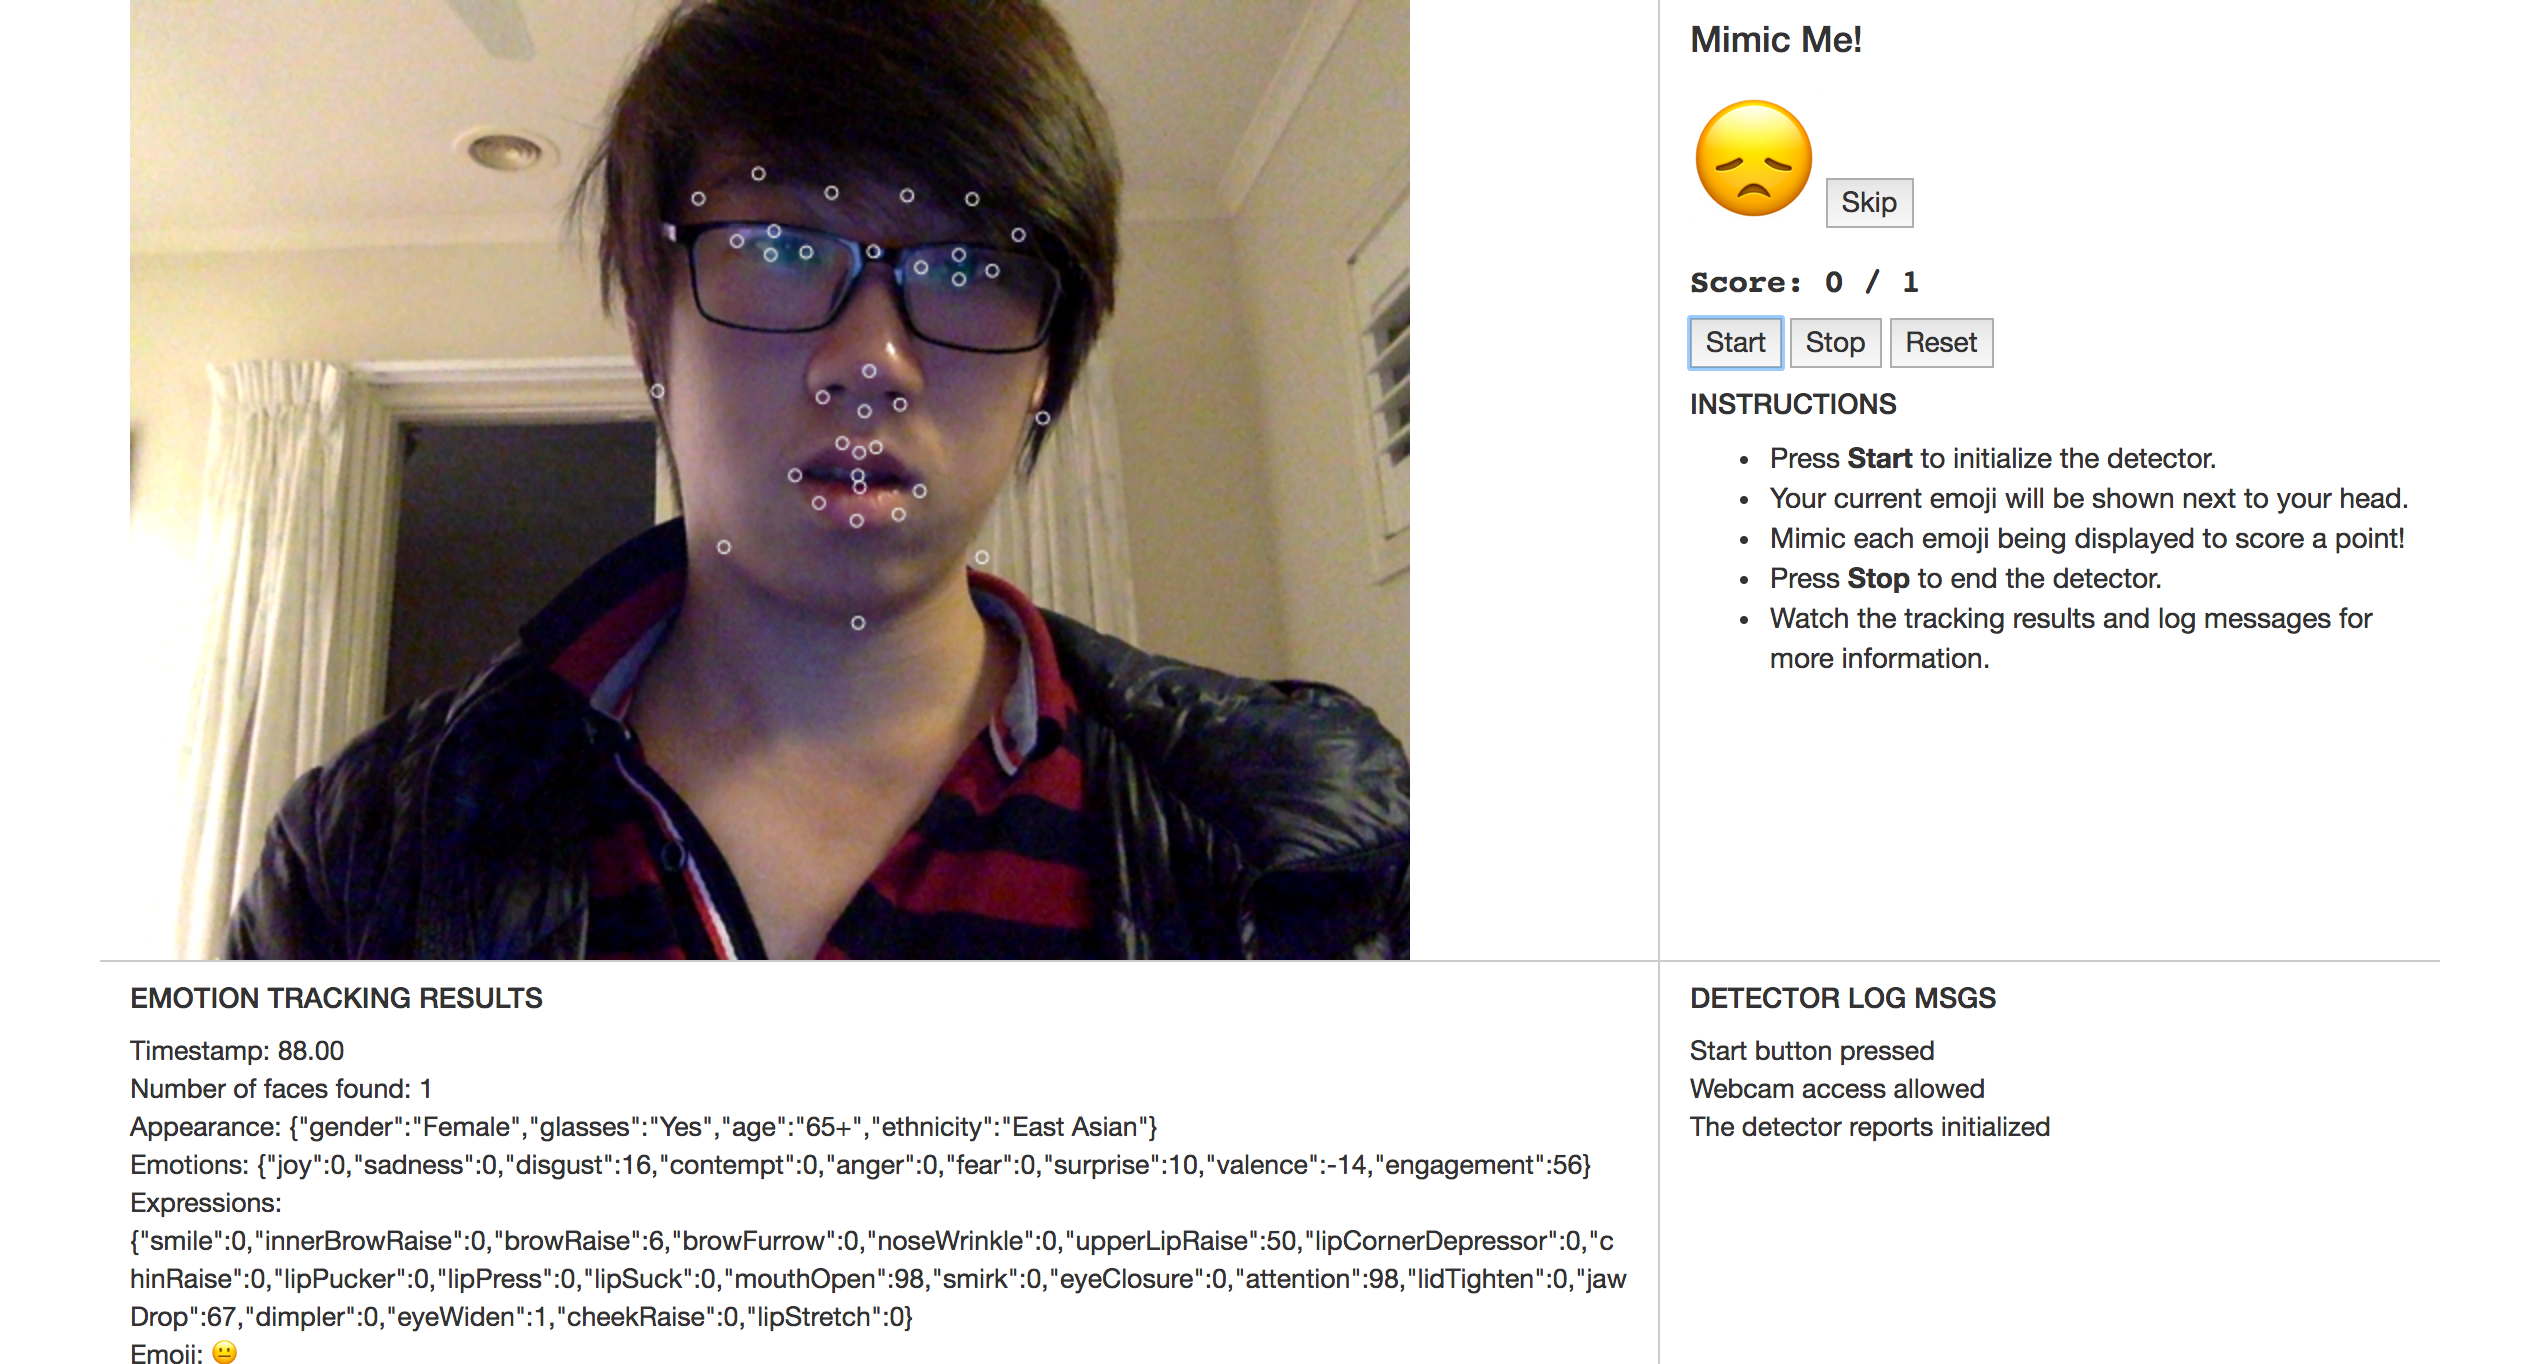 Mimic Me!
Skip
Score: 0 / 1
Start Stop Reset
INSTRUCTIONS
• Press Start to initialize the detector.
• Your current emoji will be shown next to your head.
• Mimic each emoji being displayed to score a point!
• Press Stop to end the detector.
• Watch the tracking results and log messages for
more information.
EMOTION TRACKING RESULTS
Timestamp: 88.00
Number of faces found: 1
Appearance: {"gender":"Female","glasses":"Yes","age":"65+","ethnicity":"East Asian"}
Emotions: {"joy":0,"sadness":0,"disgust":16,"contempt":0,"anger":0,"fear":0,"surprise":10,"valence":-14,"engagement":56}
Expressions:
{"smile":0,"innerBrowRaise":0,"browRaise":6,"browFurrow":0,"noseWrinkle":0,"upperLipRaise":50,"lipCornerDepressor":0,"c
hinRaise":0,"lipPucker":0,"lipPress":0,"lipSuck":0,"mouthOpen":98,"smirk":0,"eyeClosure":0,"attention":98,"lidTighten":0,"jaw
Drop":67,"dimpler":0,"eyeWiden":1,"cheekRaise":0,"lipStretch":0}
Emoji: 😐
DETECTOR LOG MSGS
Start button pressed
Webcam access allowed
The detector reports initialized